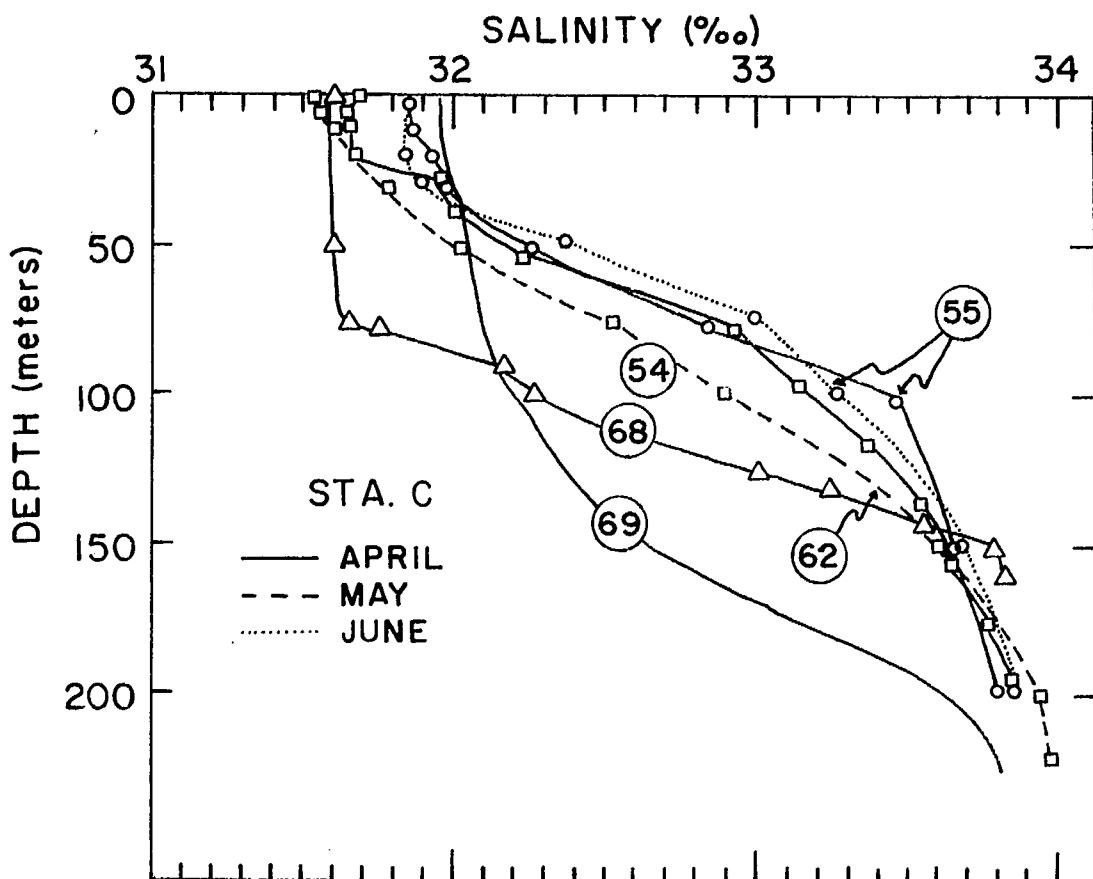 SALINITY (‰)
31 32 33 34
DEPTH (meters)
0
50
100
150
200
55
54
68
69
62
STA. C
APRIL
MAY
JUNE